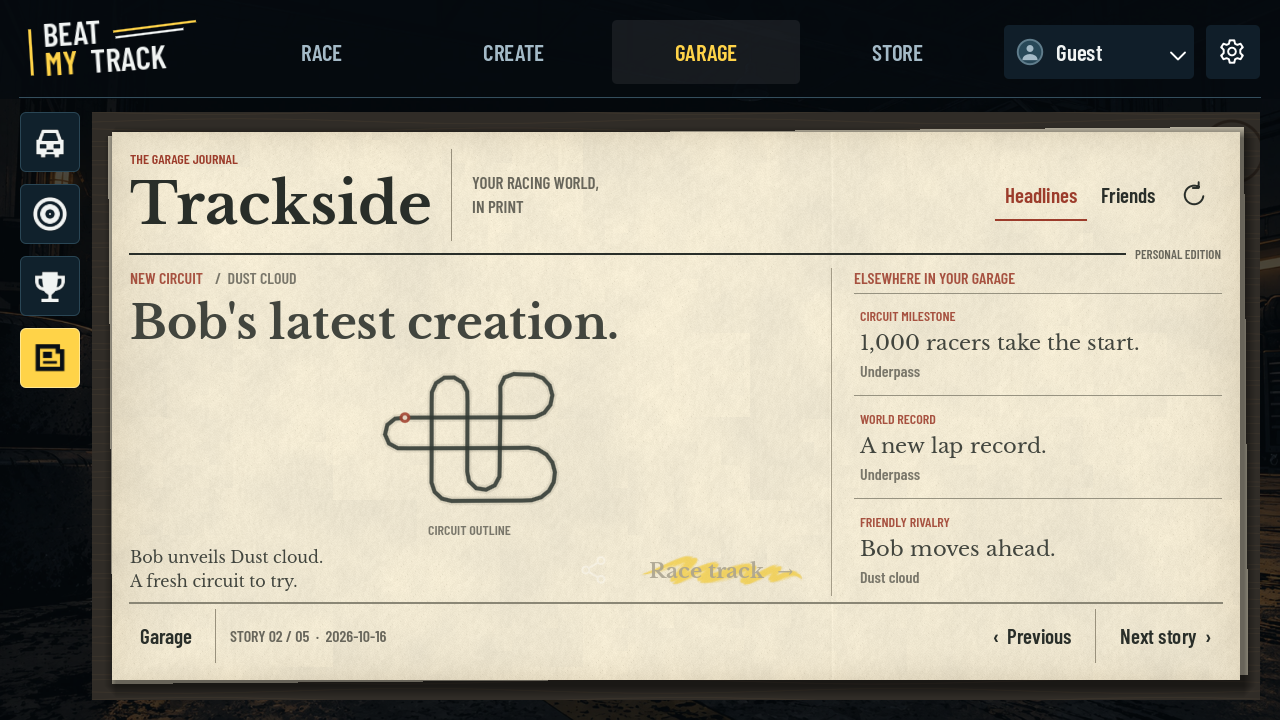 BEAT
MY TRACK
RACE
CREATE
GARAGE
STORE
Guest
THE GARAGE JOURNAL
Trackside
YOUR RACING WORLD,
IN PRINT
Headlines
Friends
PERSONAL EDITION
NEW CIRCUIT / DUST CLOUD
Bob's latest creation.
CIRCUIT OUTLINE
Bob unveils Dust cloud.
A fresh circuit to try.
Race track →
ELSEWHERE IN YOUR GARAGE
CIRCUIT MILESTONE
1,000 racers take the start.
Underpass
WORLD RECORD
A new lap record.
Underpass
FRIENDLY RIVALRY
Bob moves ahead.
Dust cloud
Garage
STORY 02 / 05 · 2026-10-16
‹ Previous
Next story ›